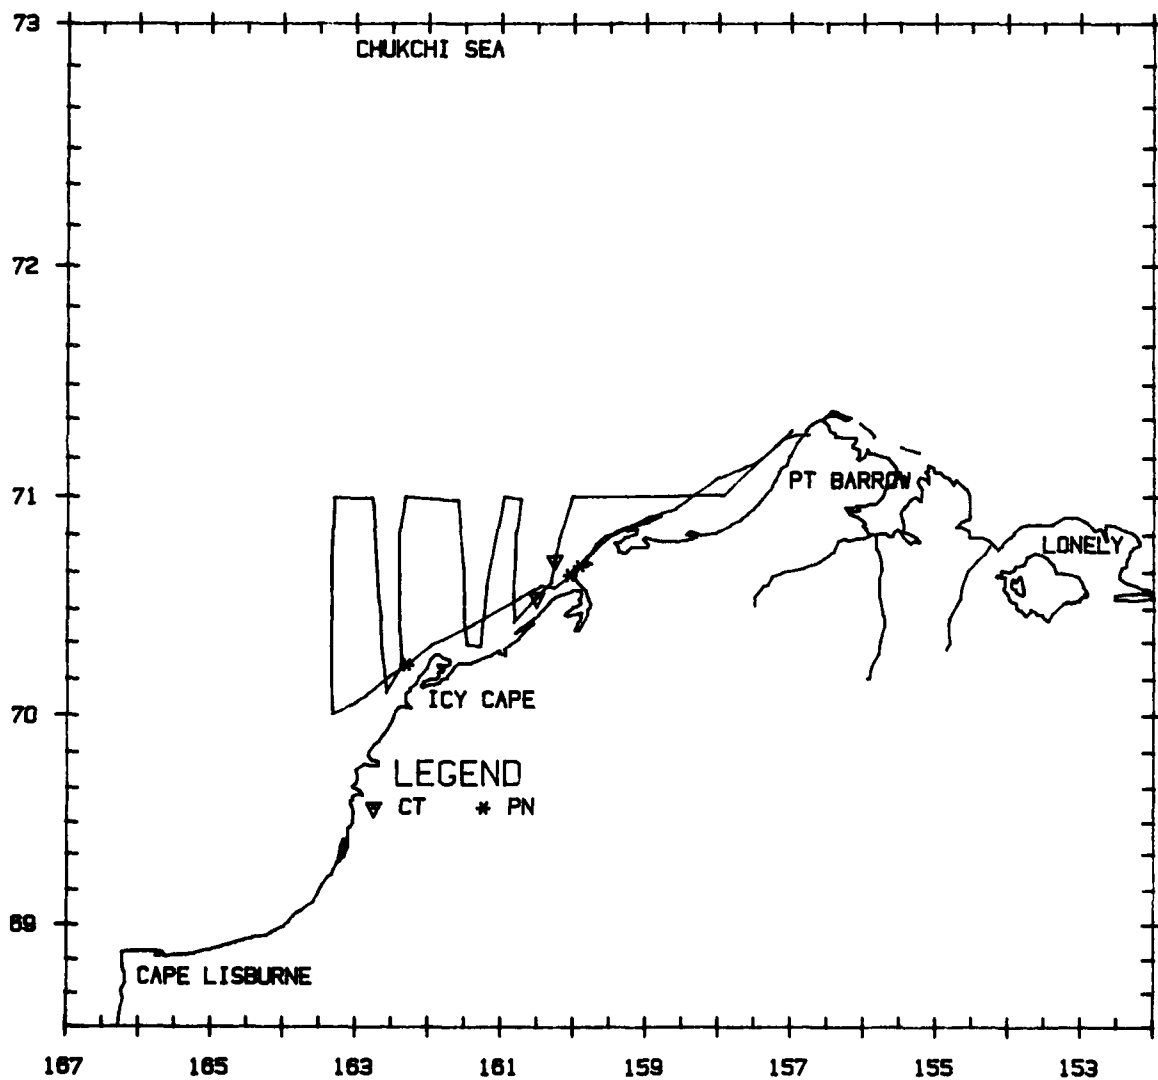 73
CHUKCHI SEA
72
71
PT BARROW
LONELY
70
ICY CAPE
LEGEND
CT PN
69
CAPE LISBURNE
167 165 163 161 159 157 155 153